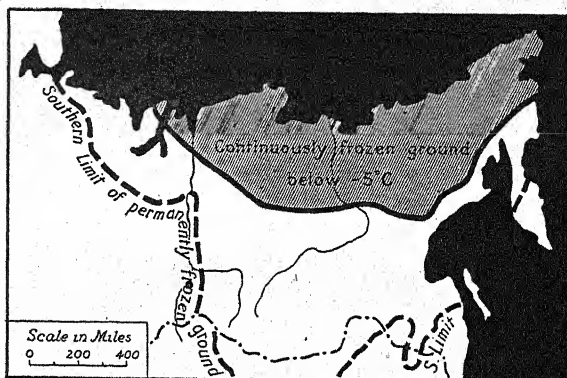 Continuously frozen ground
below -5°C
Southern Limit of permanently frozen ground
S. Limit
Scale in Miles
0 200 400